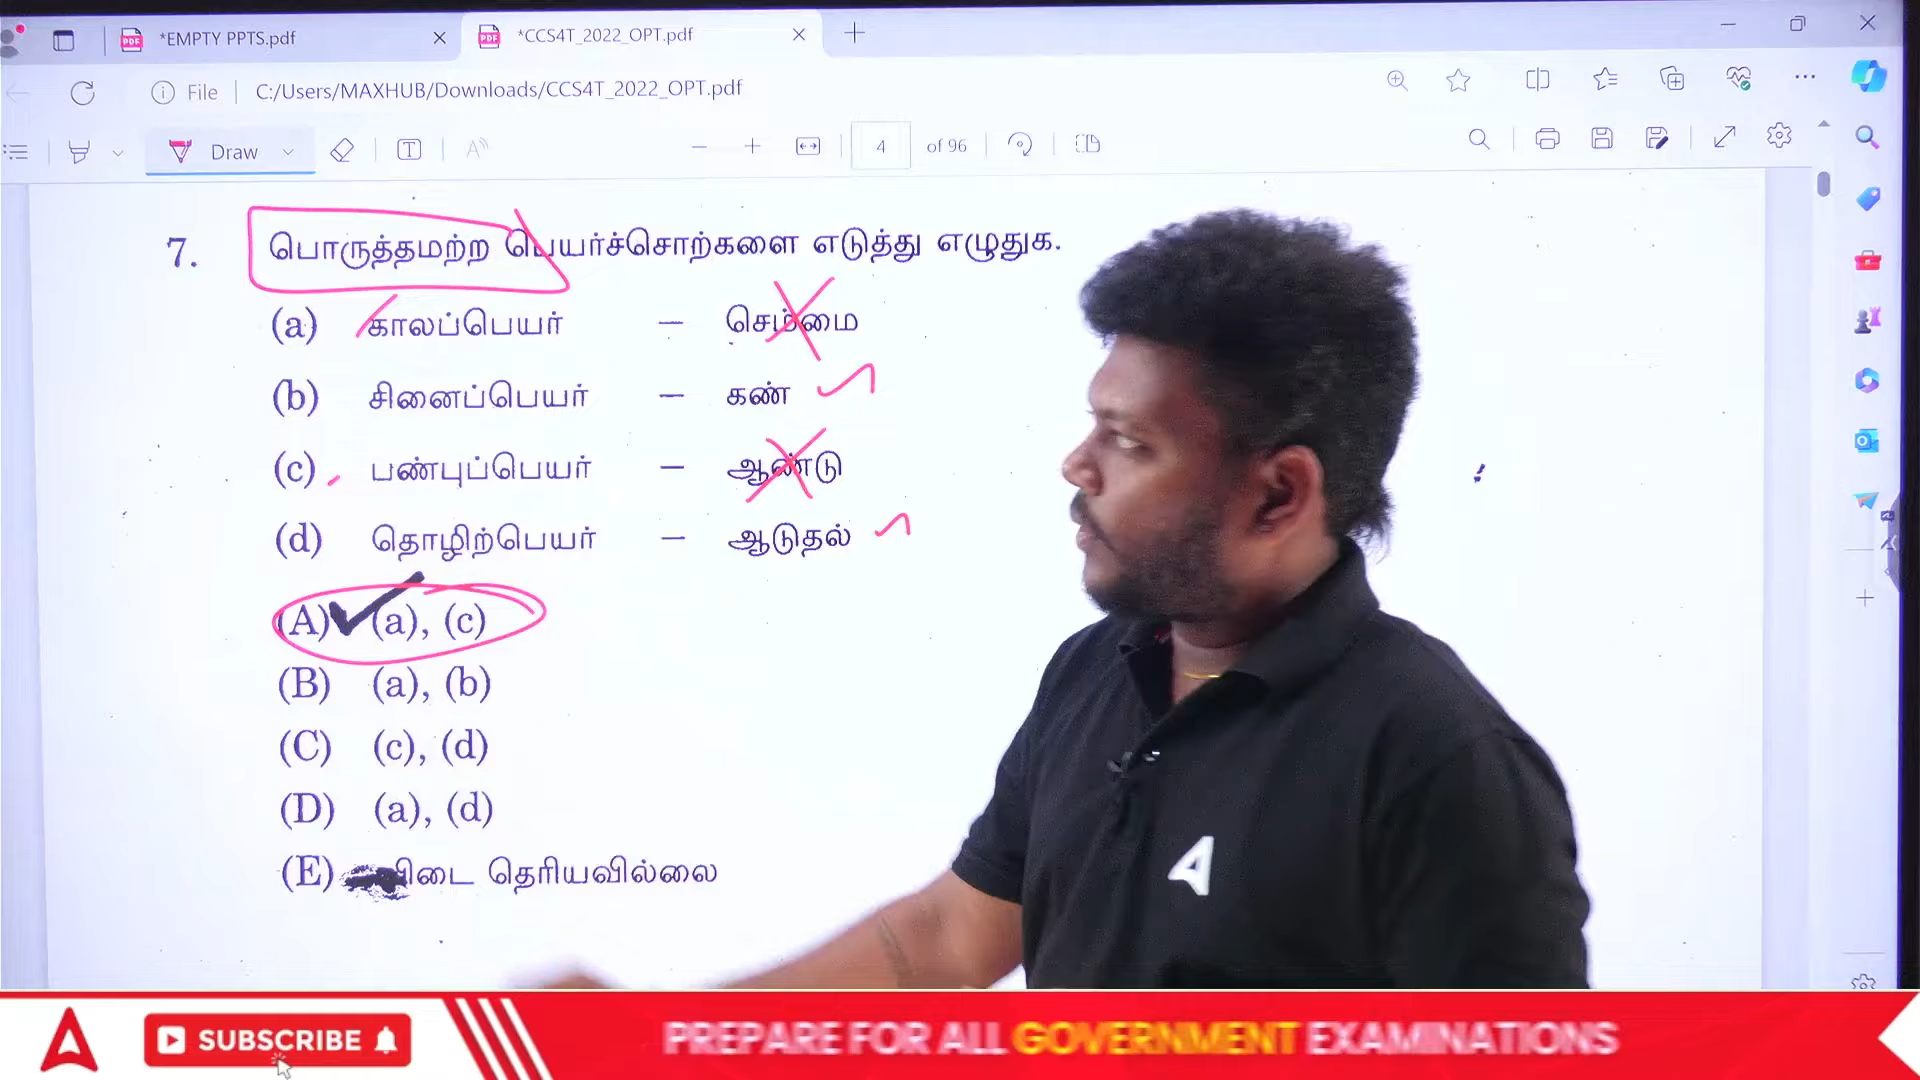 *EMPTY PPTS.pdf
*CCS4T_2022_OPT.pdf
File C:/Users/MAXHUB/Downloads/CCS4T_2022_OPT.pdf
Draw
4 of 96
7. பொருத்தமற்ற பெயர்ச்சொற்களை எடுத்து எழுதுக.
(a) காலப்பெயர் – செம்மை
(b) சினைப்பெயர் – கண்
(c) பண்புப்பெயர் – ஆண்டு
(d) தொழிற்பெயர் – ஆடுதல்
(A) (a), (c)
(B) (a), (b)
(C) (c), (d)
(D) (a), (d)
(E) விடை தெரியவில்லை
SUBSCRIBE
PREPARE FOR ALL GOVERNMENT EXAMINATIONS